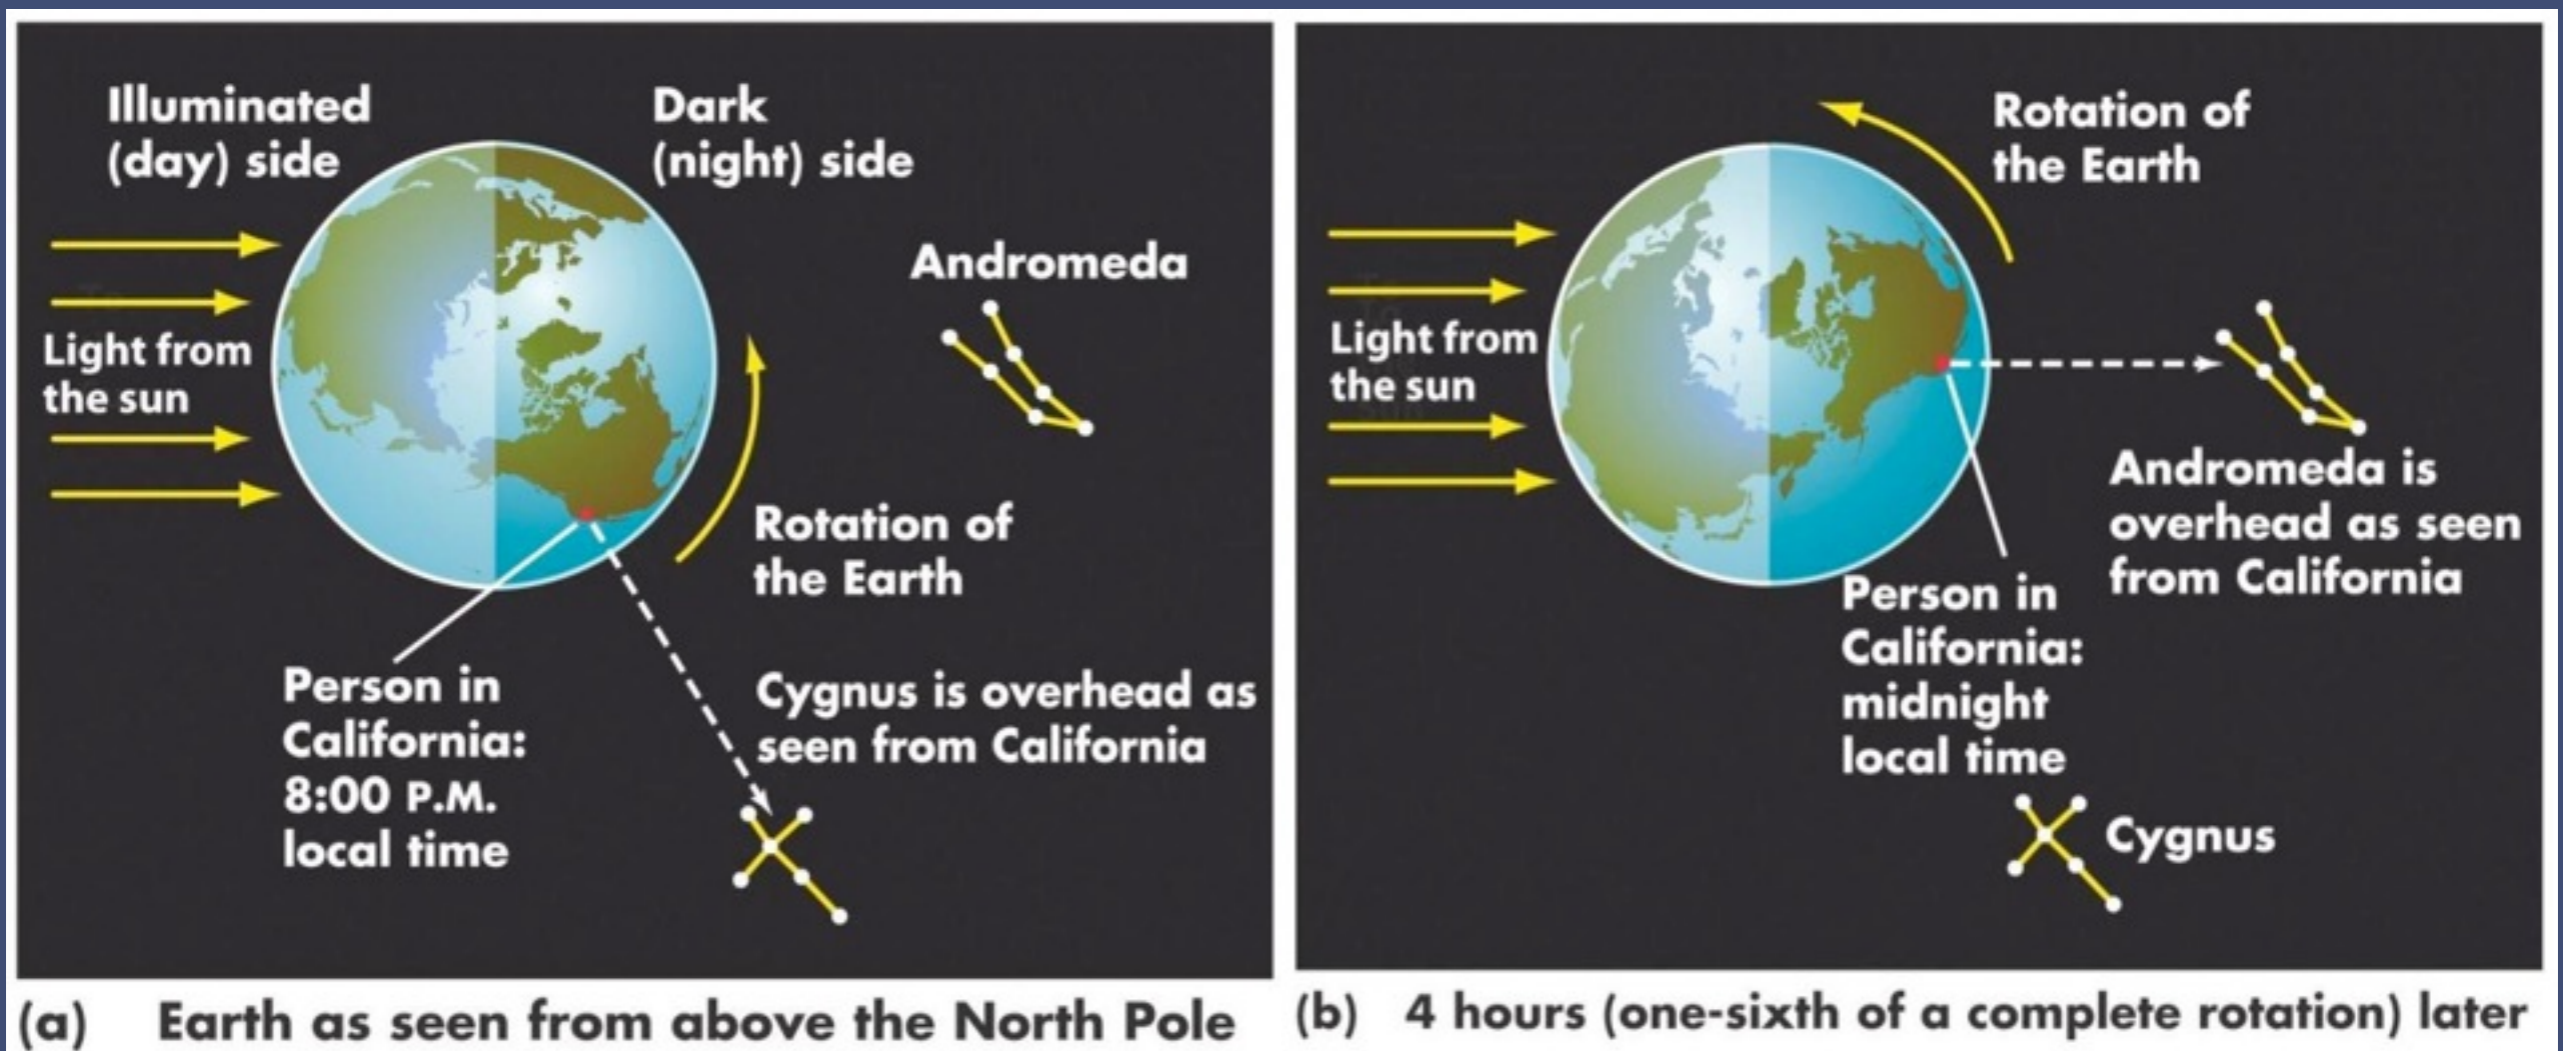 Illuminated
(day) side
Dark
(night) side
Andromeda
Light from
the sun
Rotation of
the Earth
Person in
California:
8:00 P.M.
local time
Cygnus is overhead as
seen from California
(a) Earth as seen from above the North Pole
Rotation of
the Earth
Light from
the sun
Andromeda is
overhead as seen
from California
Person in
California:
midnight
local time
Cygnus
(b) 4 hours (one-sixth of a complete rotation) later